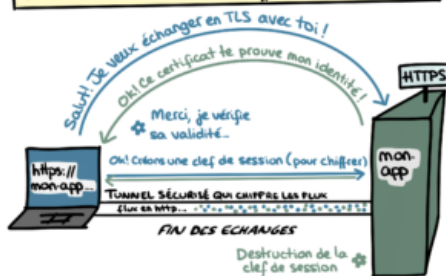 Salut! Je veux échanger en TLS avec toi!
Ok! Ce certificat te prouve mon identité!
HTTPS
Merci, je vérifie
sa validité...
Ok! Créons une clef de session (pour chiffrer)
https://
mon-app...
mon-
app
TUNNEL SÉCURISÉ QUI CHIFFRE LES FLUX
flux en http...
FIN DES ECHANGES
Destruction de la
clef de session